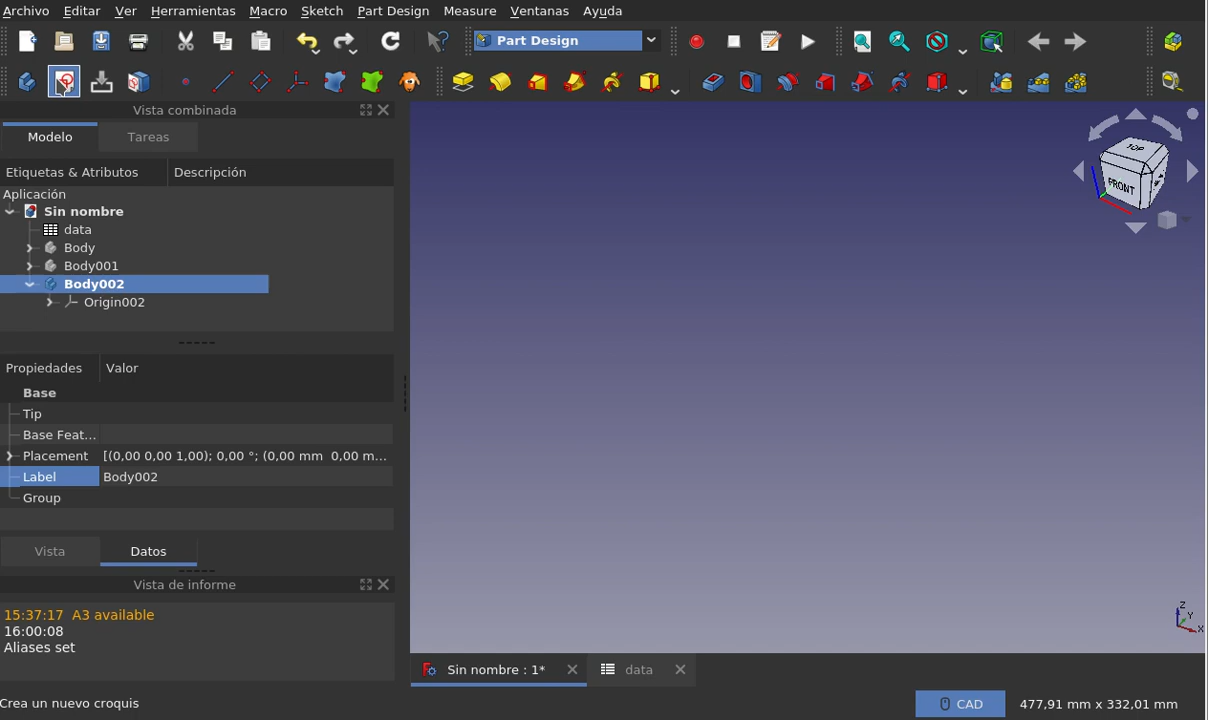 Archivo Editar Ver Herramientas Macro Sketch Part Design Measure Ventanas Ayuda
Part Design
Vista combinada
Modelo Tareas
Etiquetas & Atributos Descripción
Aplicación
Sin nombre
data
Body
Body001
Body002
Origin002
Propiedades Valor
Base
Tip
Base Feat...
Placement [(0,00 0,00 1,00); 0,00 °; (0,00 mm 0,00 m...
Label Body002
Group
Vista Datos
Vista de informe
15:37:17 A3 available
16:00:08
Aliases set
TOP
FRONT
Z
Y
X
Sin nombre : 1* data
Crea un nuevo croquis CAD 477,91 mm x 332,01 mm